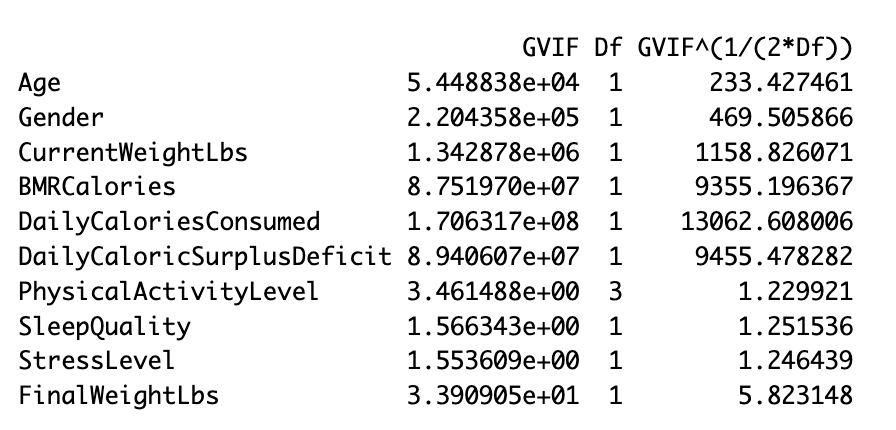 GVIF Df GVIF^(1/(2*Df))
Age 5.448838e+04 1 233.427461
Gender 2.204358e+05 1 469.505866
CurrentWeightLbs 1.342878e+06 1 1158.826071
BMRCalories 8.751970e+07 1 9355.196367
DailyCaloriesConsumed 1.706317e+08 1 13062.608006
DailyCaloricSurplusDeficit 8.940607e+07 1 9455.478282
PhysicalActivityLevel 3.461488e+00 3 1.229921
SleepQuality 1.566343e+00 1 1.251536
StressLevel 1.553609e+00 1 1.246439
FinalWeightLbs 3.390905e+01 1 5.823148